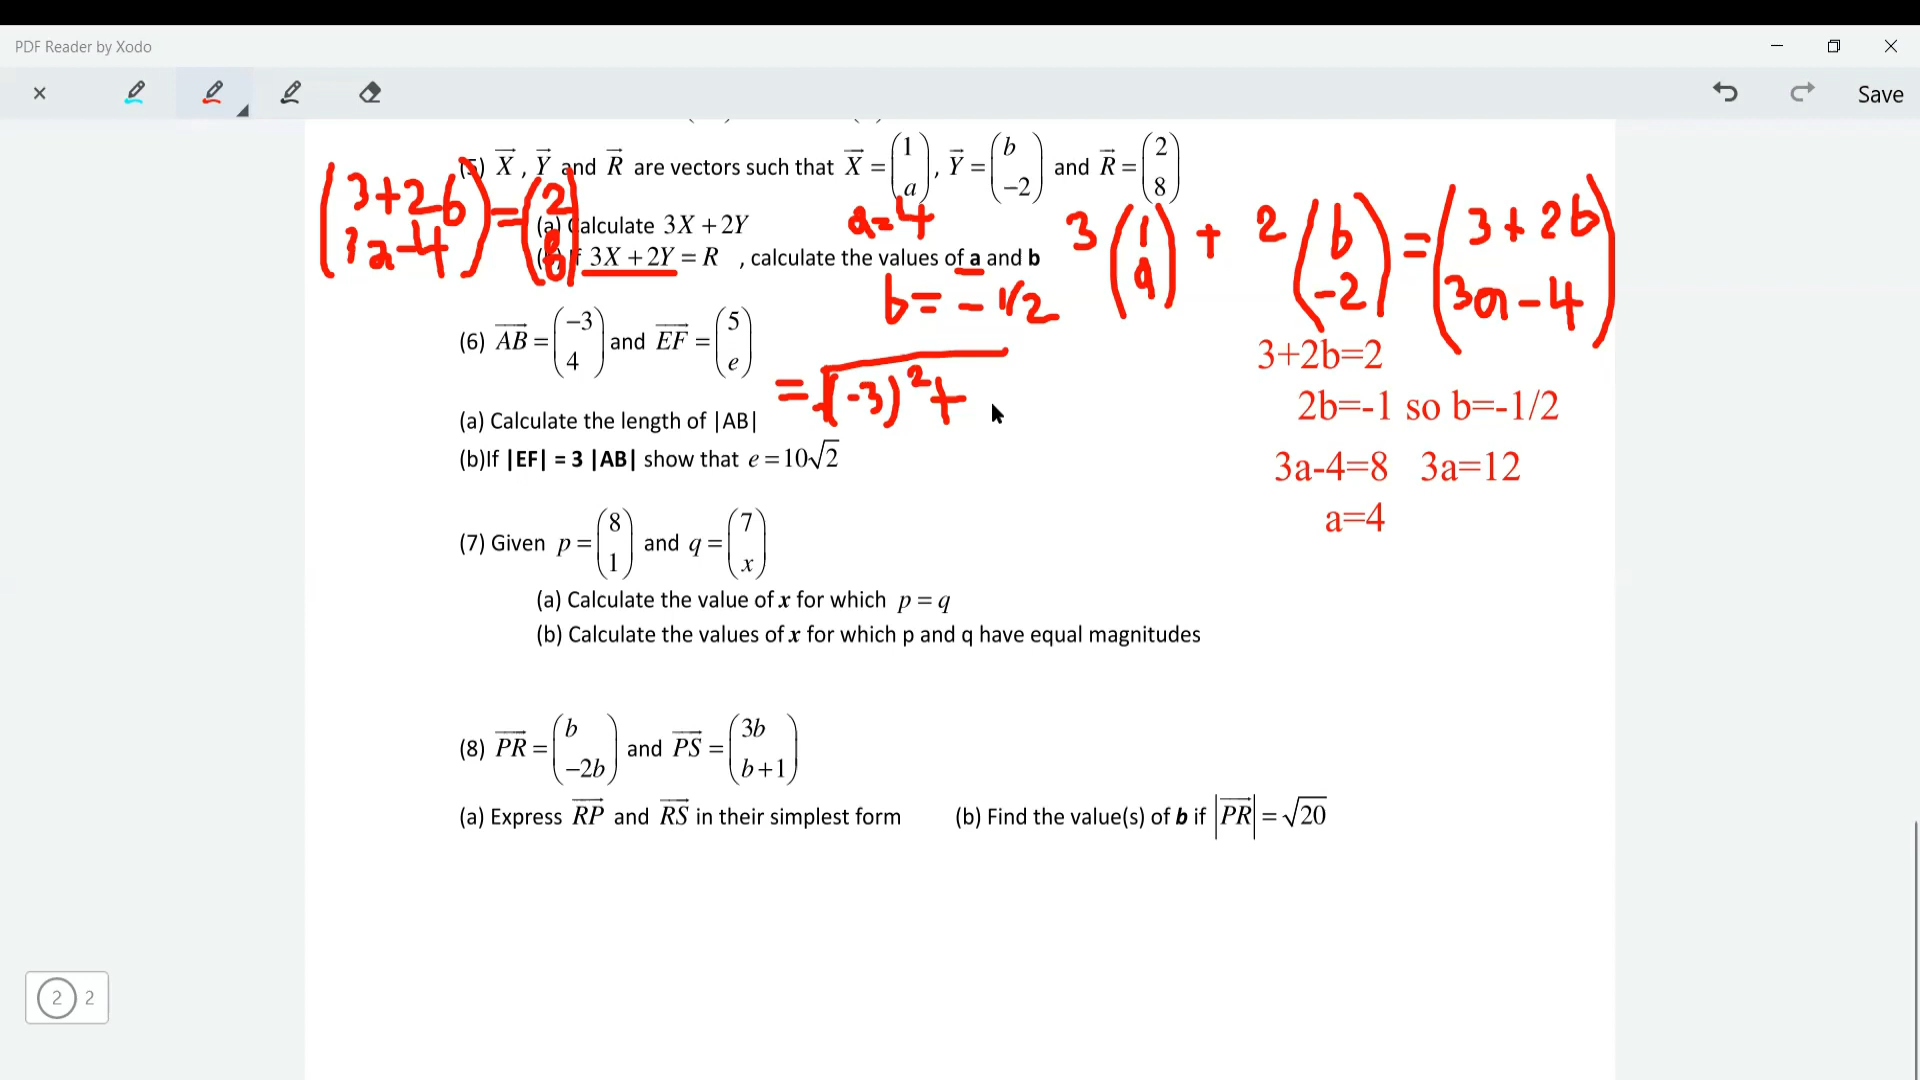 PDF Reader by Xodo
Save
(5) X⃗ , Y⃗ and R⃗ are vectors such that X⃗ = (1 a), Y⃗ = (b −2) and R⃗ = (2 8)
(3+2b 3a-4) = (2 8)
(a) Calculate 3X + 2Y
a=4
3(1 a) + 2(b -2) = (3+2b 3a-4)
If 3X + 2Y = R , calculate the values of a and b
b = -1/2
(6) AB = (−3 4) and EF = (5 e)
3+2b=2
= √(-3)² +
2b=-1 so b=-1/2
(a) Calculate the length of |AB|
(b)If |EF| = 3 |AB| show that e = 10√2
3a-4=8 3a=12
a=4
(7) Given p = (8 1) and q = (7 x)
(a) Calculate the value of x for which p = q
(b) Calculate the values of x for which p and q have equal magnitudes
(8) PR = (b −2b) and PS = (3b b+1)
(a) Express RP and RS in their simplest form (b) Find the value(s) of b if |PR| = √20
2 2